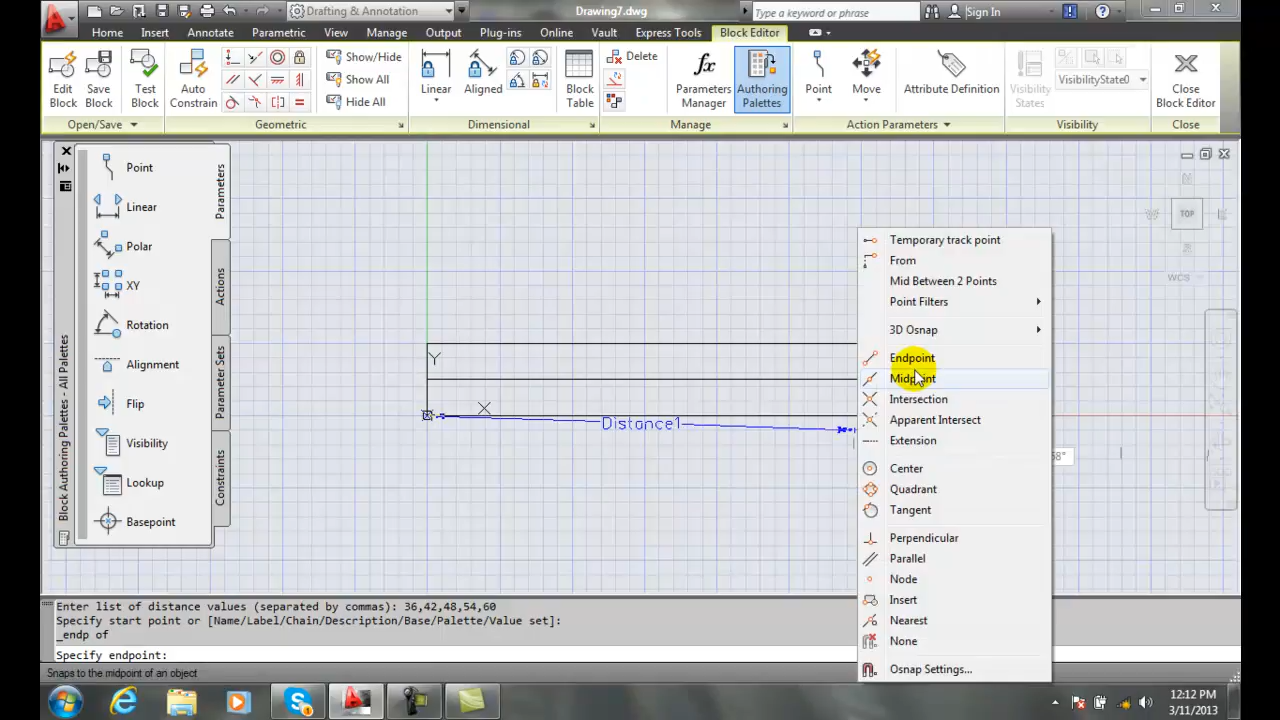 Drafting & Annotation
Drawing7.dwg
Type a keyword or phrase
Sign In
Home Insert Annotate Parametric View Manage Output Plug-ins Online Vault Express Tools Block Editor
Edit Block
Save Block
Test Block
Auto Constrain
Show/Hide
Show All
Hide All
Linear
Aligned
Block Table
Delete
Parameters Manager
Authoring Palettes
Point
Move
Attribute Definition
Visibility States
VisibilityState0
Close Block Editor
Open/Save
Geometric
Dimensional
Manage
Action Parameters
Visibility
Close
Block Authoring Palettes - All Palettes
Point
Linear
Polar
XY
Rotation
Alignment
Flip
Visibility
Lookup
Basepoint
Parameters
Actions
Parameter Sets
Constraints
Y
X
Distance1
TOP
WCS
Temporary track point
From
Mid Between 2 Points
Point Filters
3D Osnap
Endpoint
Midpoint
Intersection
Apparent Intersect
Extension
Center
Quadrant
Tangent
Perpendicular
Parallel
Node
Insert
Nearest
None
Osnap Settings...
Enter list of distance values (separated by commas): 36,42,48,54,60
Specify start point or [Name/Label/Chain/Description/Base/Palette/Value set]:
_endp of
Specify endpoint:
Snaps to the midpoint of an object
12:12 PM
3/11/2013